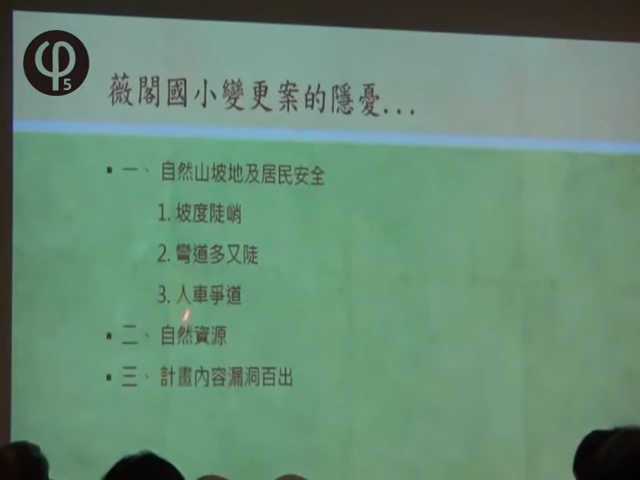 φ5
薇閣國小變更案的隱憂...
▪ 一、自然山坡地及居民安全
1. 坡度陡峭
2. 彎道多又陡
3. 人車爭道
▪ 二、自然資源
▪ 三、計畫內容漏洞百出